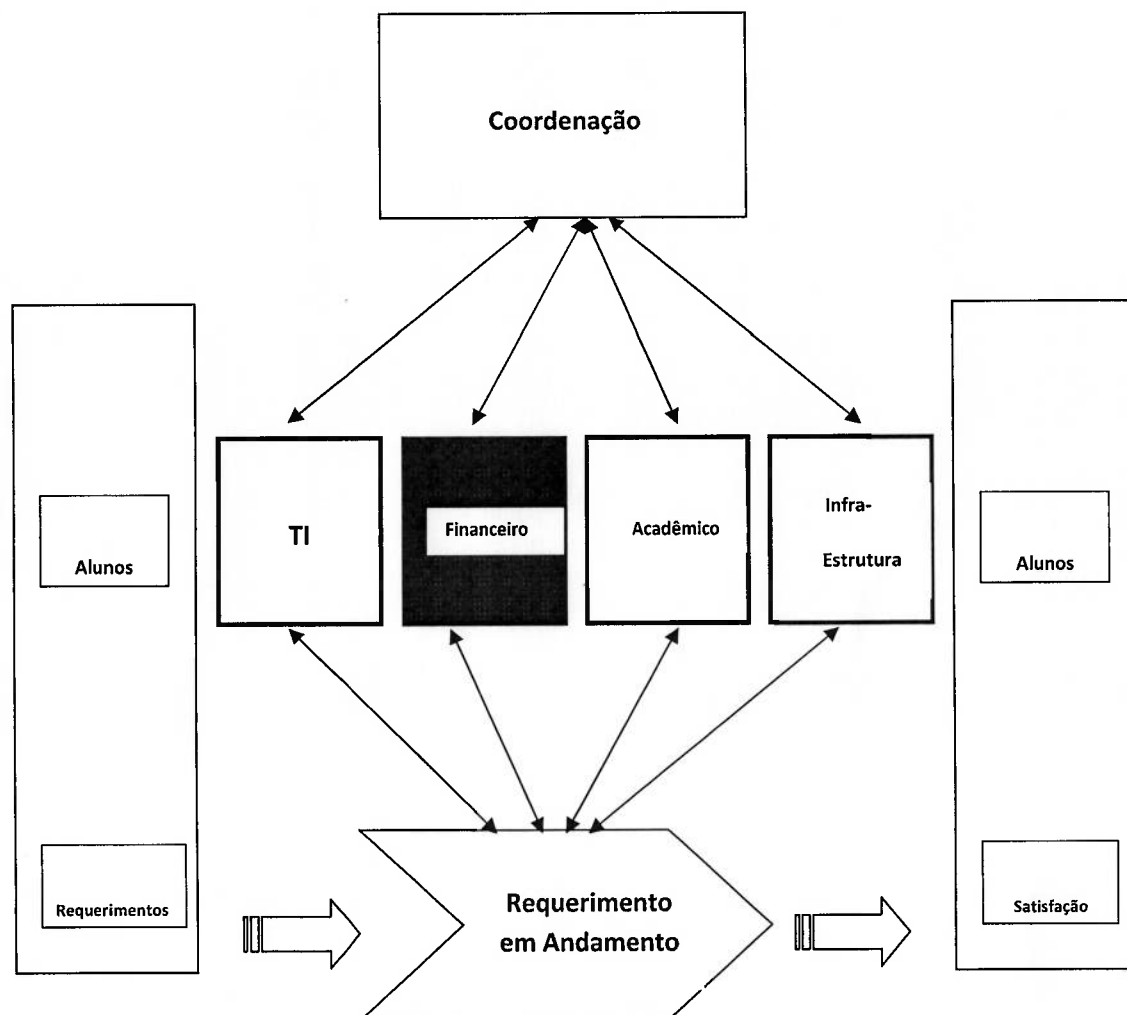 Coordenação
TI
Financeiro
Acadêmico
Infra-
Estrutura
Alunos
Alunos
Requerimentos
Requerimento
em Andamento
Satisfação